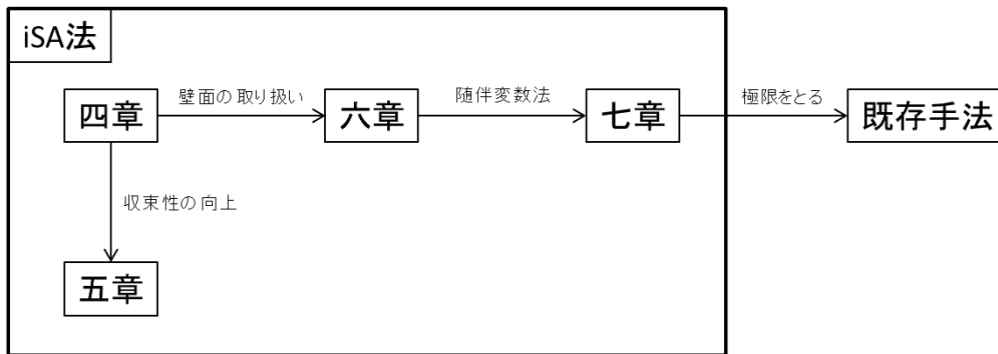 iSA法
四章
壁面の取り扱い
六章
随伴変数法
七章
極限をとる
既存手法
収束性の向上
五章